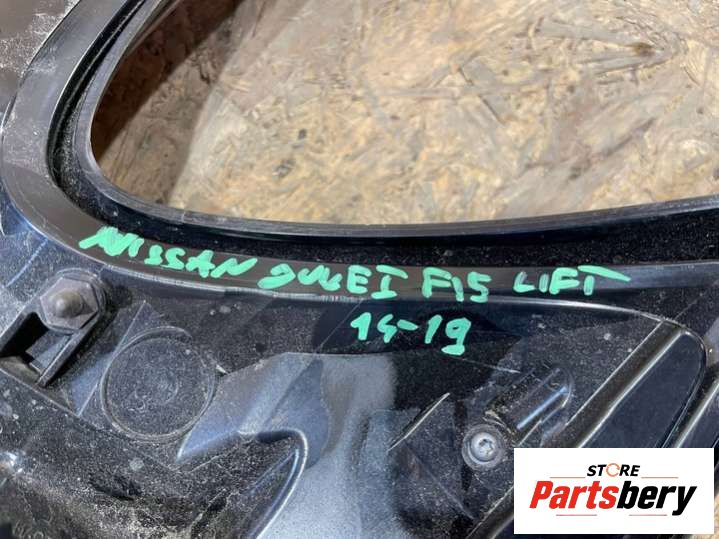 NISSAN JUKE I F15 LIFT
14-19
STORE
Partsbery